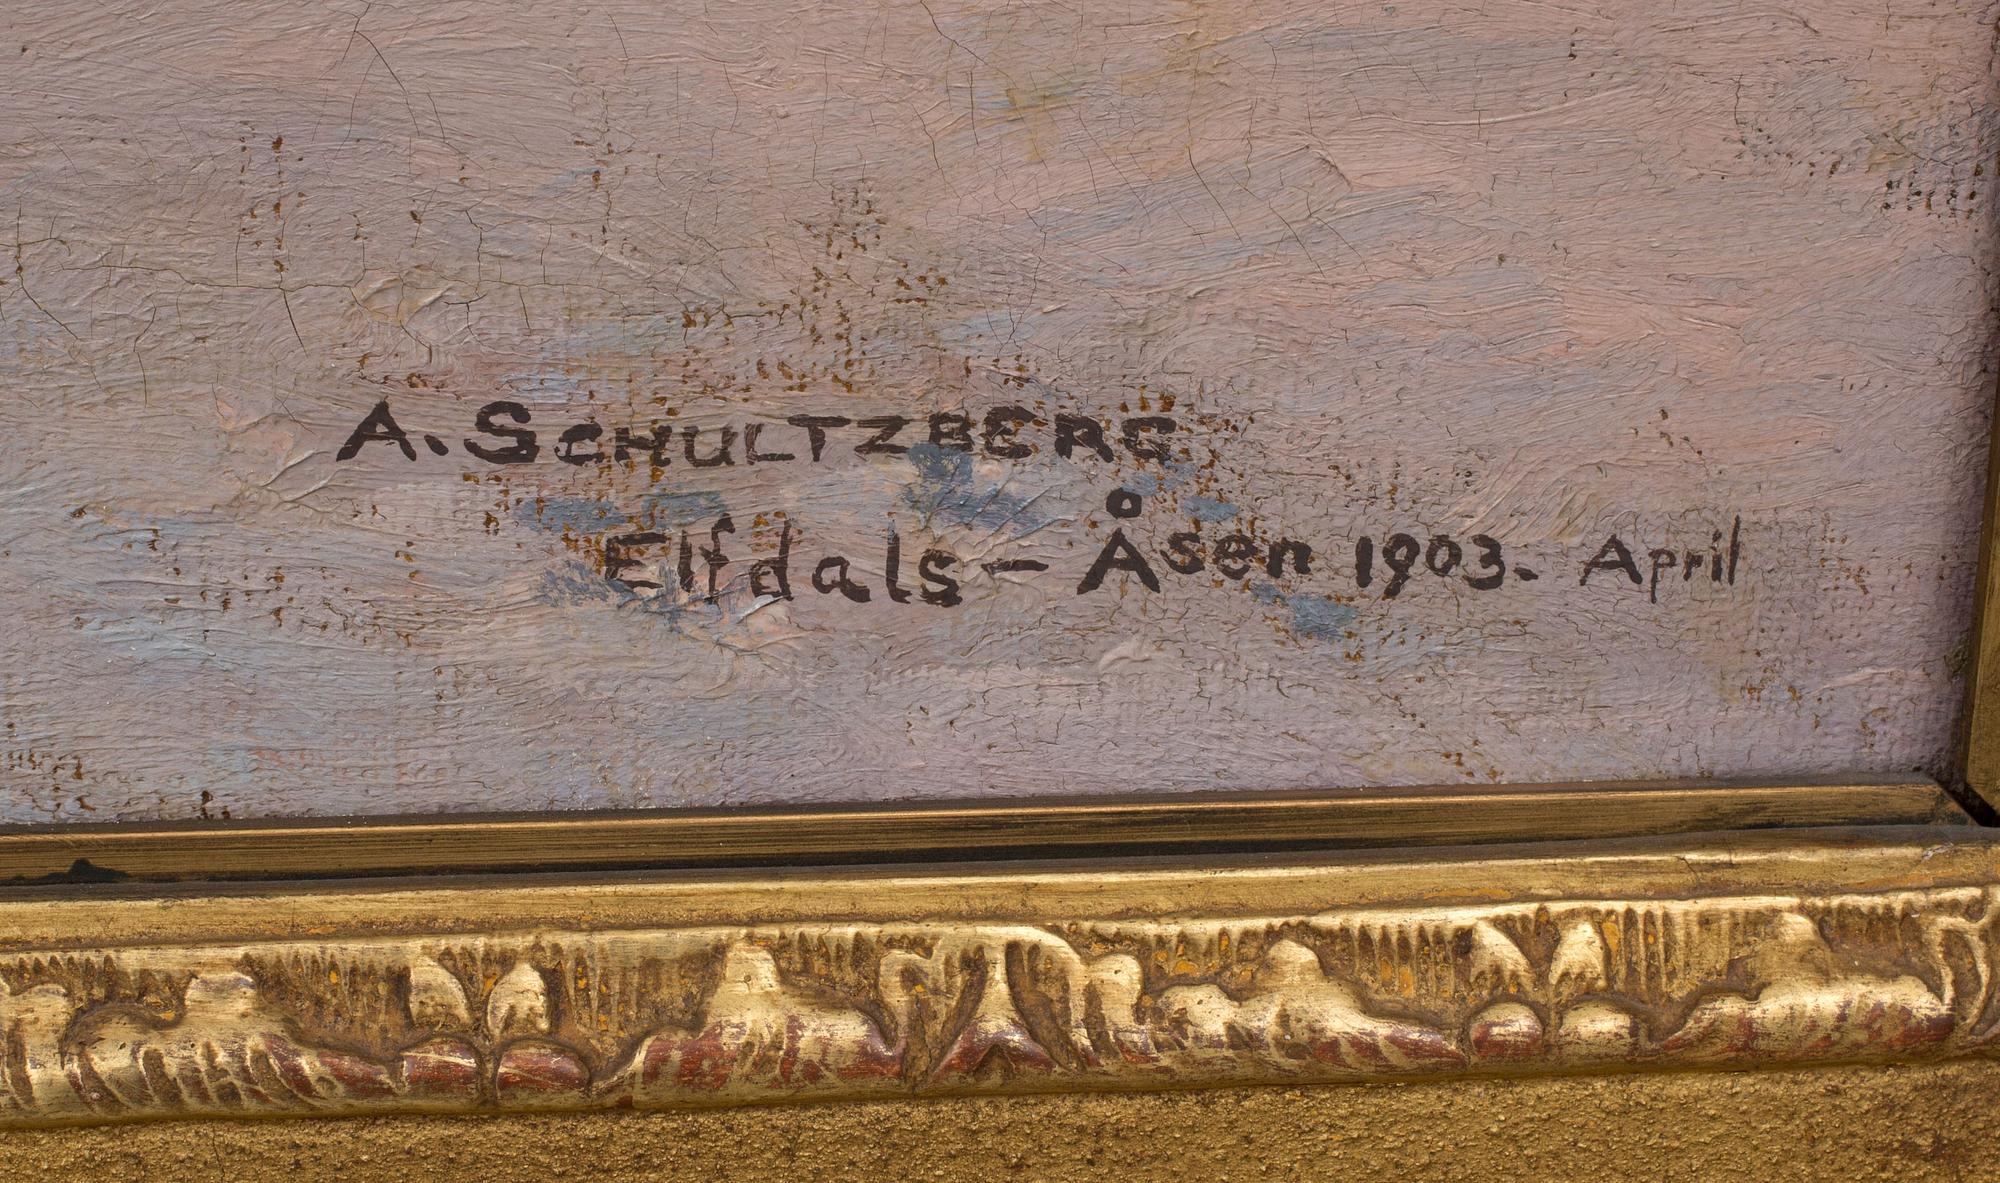 A. SCHULTZBERG
Elfdals - Åsen 1903. April